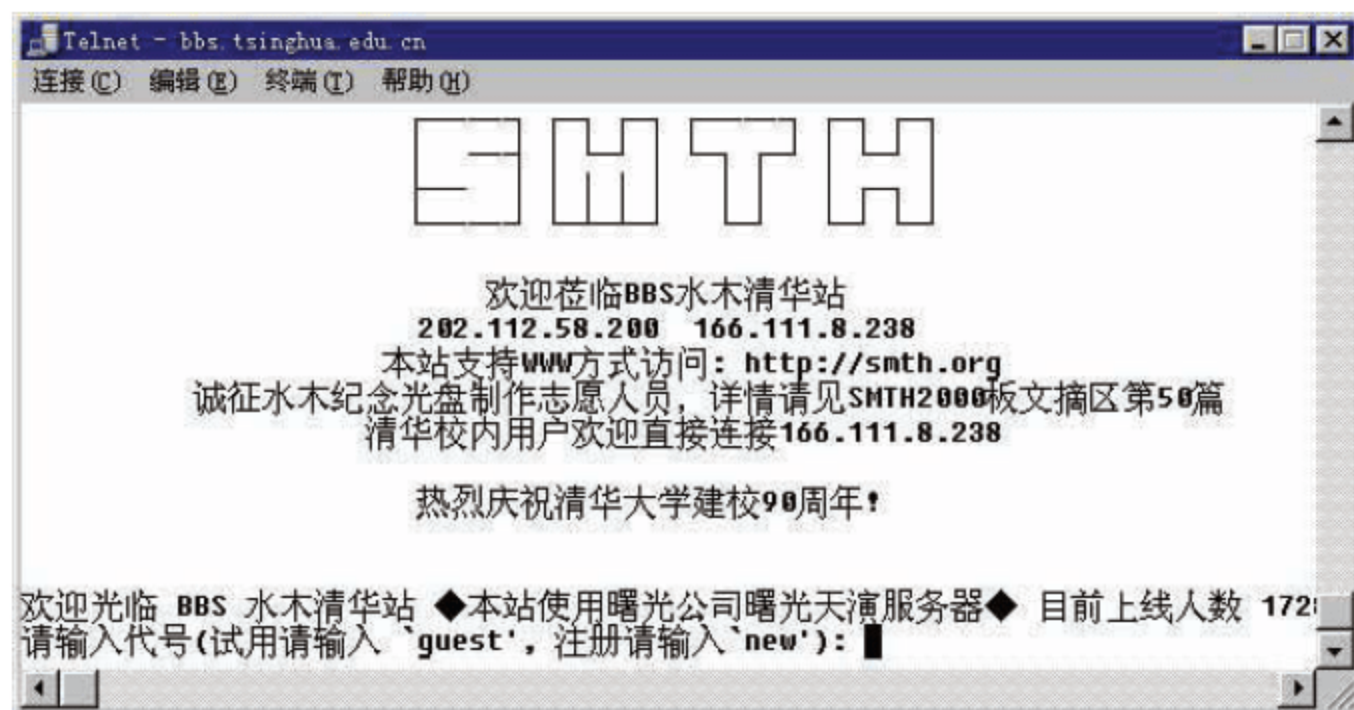 Telnet - bbs.tsinghua.edu.cn
连接(C) 编辑(E) 终端(T) 帮助(H)
SMTH
欢迎莅临BBS水木清华站
202.112.58.200 166.111.8.238
本站支持WWW方式访问: http://smth.org
诚征水木纪念光盘制作志愿人员, 详情请见SMTH2000板文摘区第50篇
清华校内用户欢迎直接连接166.111.8.238
热烈庆祝清华大学建校90周年!
欢迎光临 BBS 水木清华站 ◆本站使用曙光公司曙光天演服务器◆ 目前上线人数 172
请输入代号(试用请输入 `guest', 注册请输入`new'):